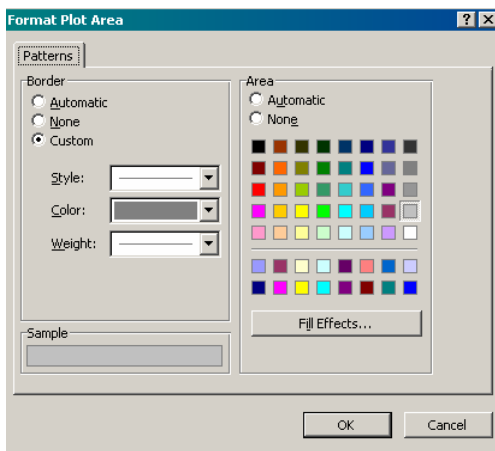 Format Plot Area
Patterns
Border
Automatic
None
Custom
Style:
Color:
Weight:
Sample
Area
Automatic
None
Fill Effects...
OK
Cancel